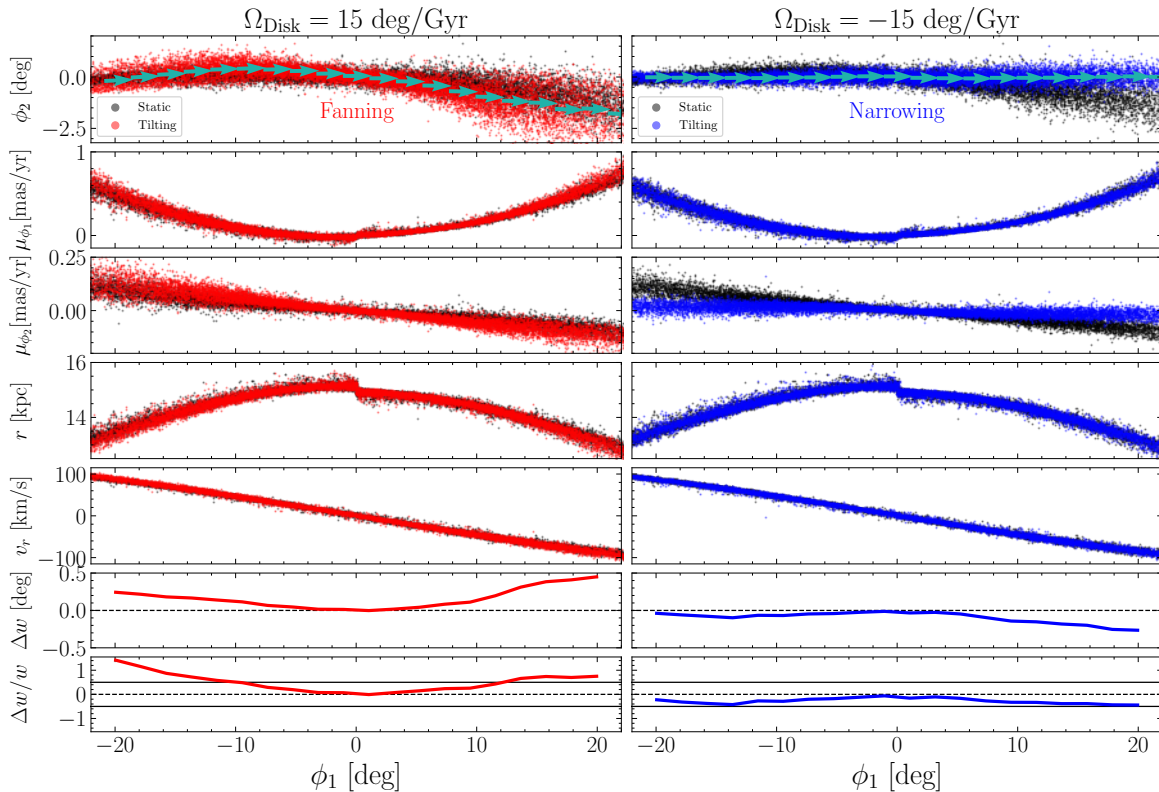 Ω_Disk = 15 deg/Gyr
Ω_Disk = −15 deg/Gyr
ϕ₂ [deg]
0.0
−2.5
Static
Tilting
Fanning
Static
Tilting
Narrowing
μ_ϕ₁[mas/yr]
1
0
μ_ϕ₂[mas/yr]
0.25
0.00
r [kpc]
16
14
v_r [km/s]
100
0
−100
Δw [deg]
0.5
0.0
−0.5
Δw/w
1
0
−1
−20 −10 0 10 20
−20 −10 0 10 20
ϕ₁ [deg]
ϕ₁ [deg]